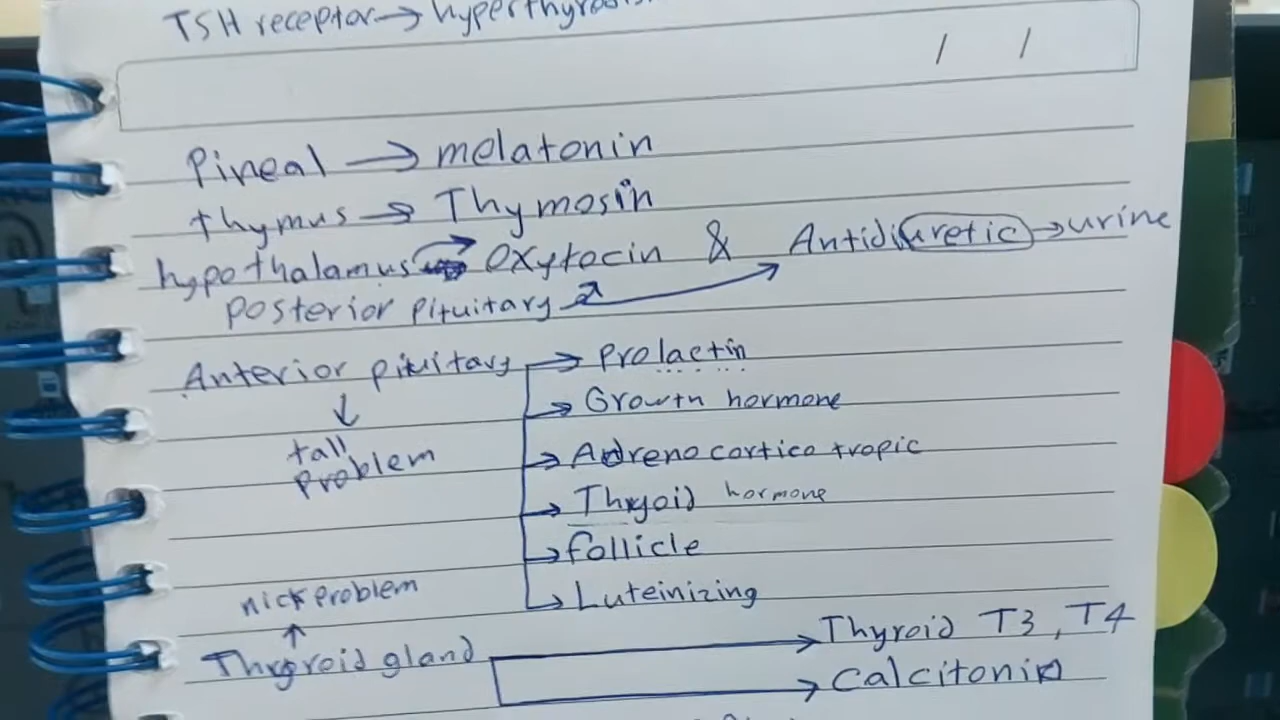 TSH receptor→ hyperthyroidis
/ /
Pineal → melatonin
thymus → Thymosin
hypothalamus → oxytocin & Antidiuretic → urine
posterior pituitary →
Anterior pituitary → Prolactin
↓ → Growth hormone
tall → Adreno cortico tropic
problem → Thyroid hormone
→ follicle
nick problem → Luteinizing
↑ → Thyroid T3, T4
Thyroid gland → calcitonin